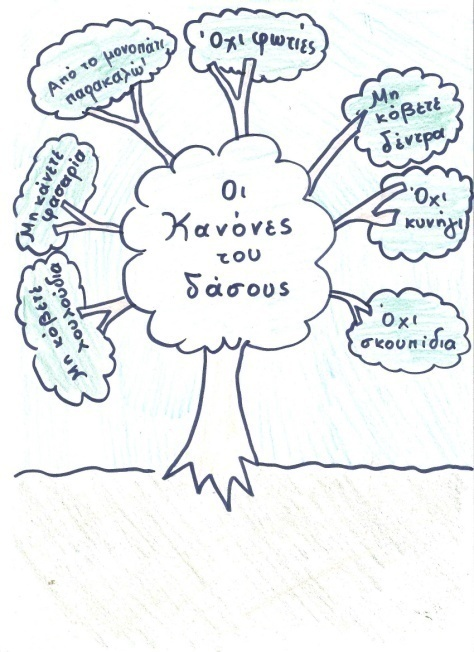 Οι
Κανόνες
του
δάσους
Από το μονοπάτι
παρακαλώ!
Όχι φωτιές
Μη
κόβετε
δέντρα
Όχι
κυνήγι
Όχι
σκουπίδια
Μη κάνετε
φασαρία
Μη κόβετε
λουλούδια